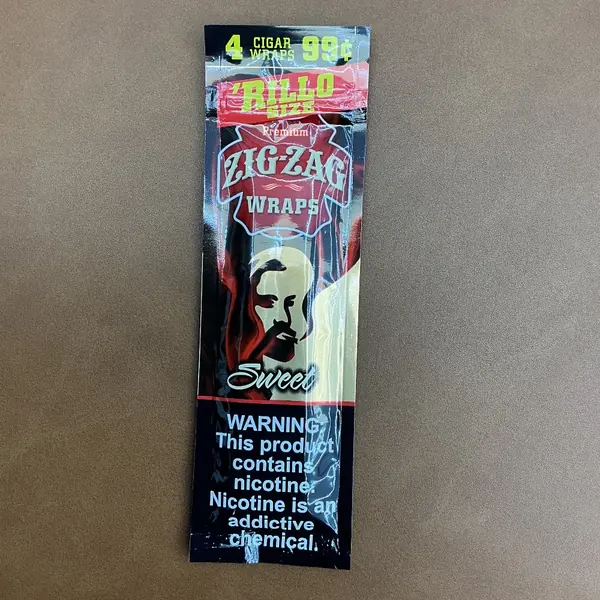 4 CIGAR WRAPS 99¢
'RILLO
SIZE
Premium
ZIG-ZAG
WRAPS
Sweet
WARNING:
This product
contains
nicotine.
Nicotine is an
addictive
chemical.